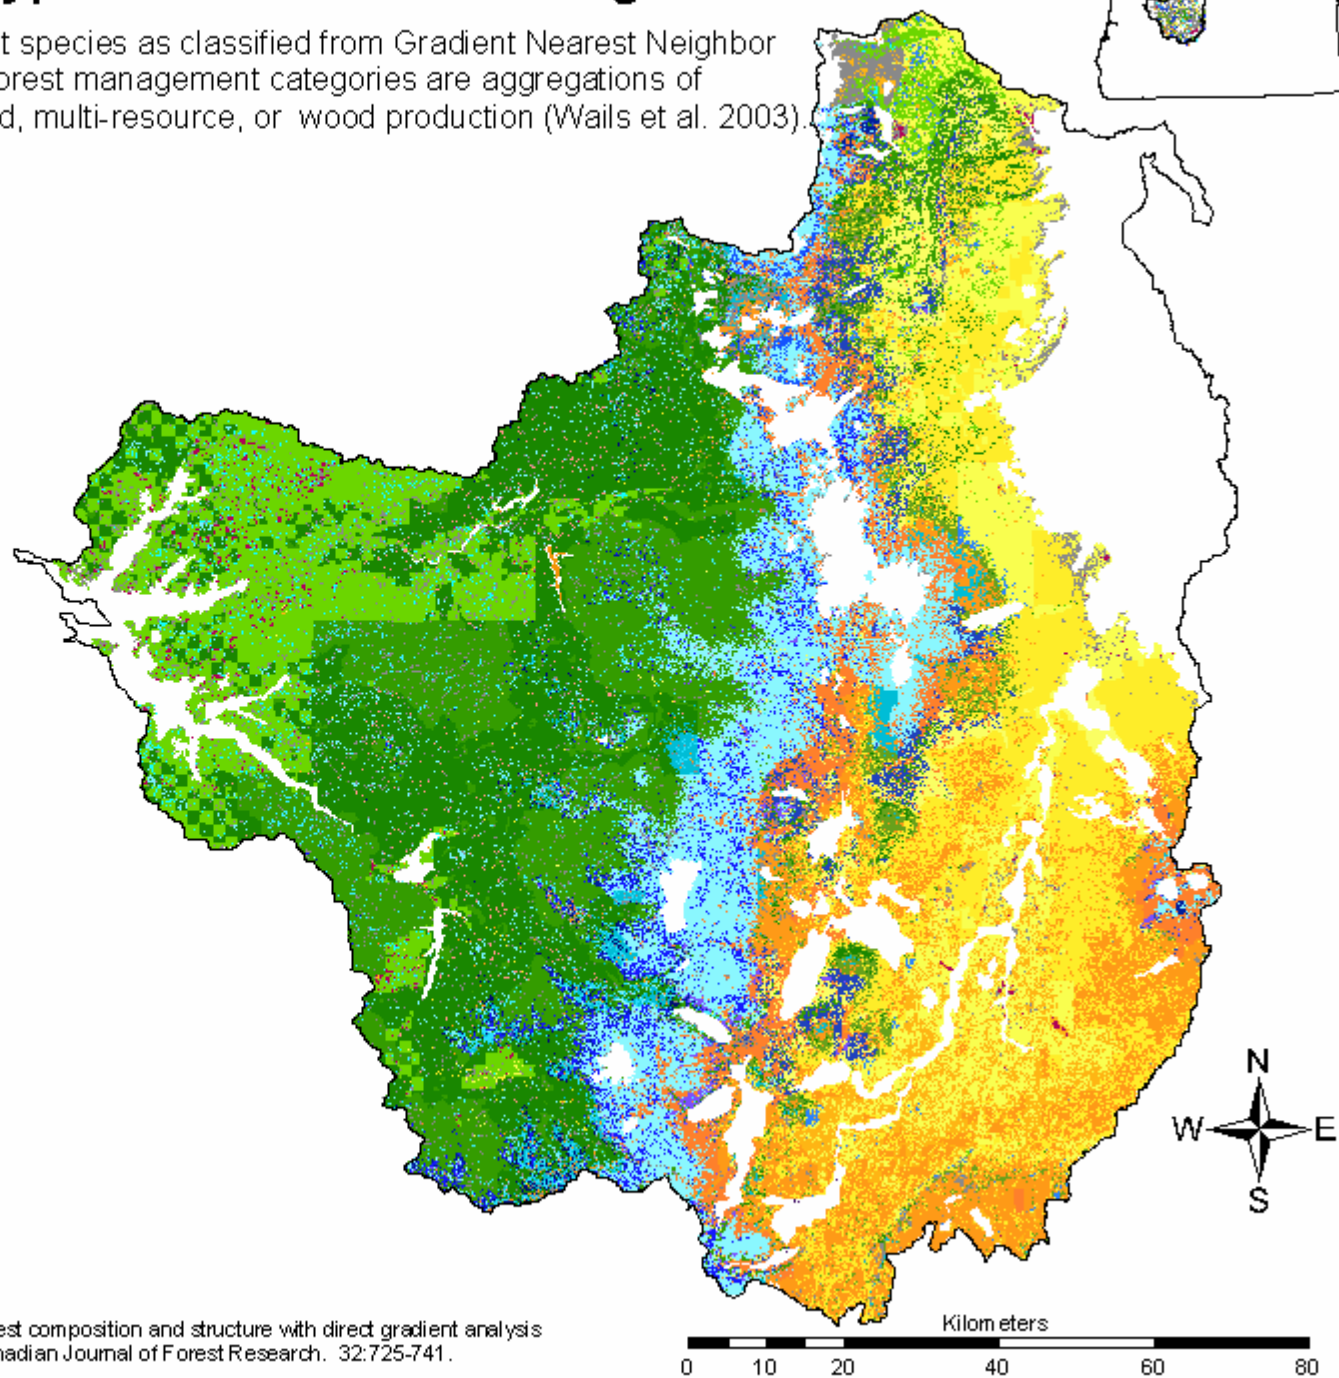 t species as classified from Gradient Nearest Neighbor
orest management categories are aggregations of
d, multi-resource, or wood production (Wails et al. 2003).
N
W E
S
est composition and structure with direct gradient analysis
nadian Journal of Forest Research. 32:725-741.
Kilometers
0 10 20 40 60 80